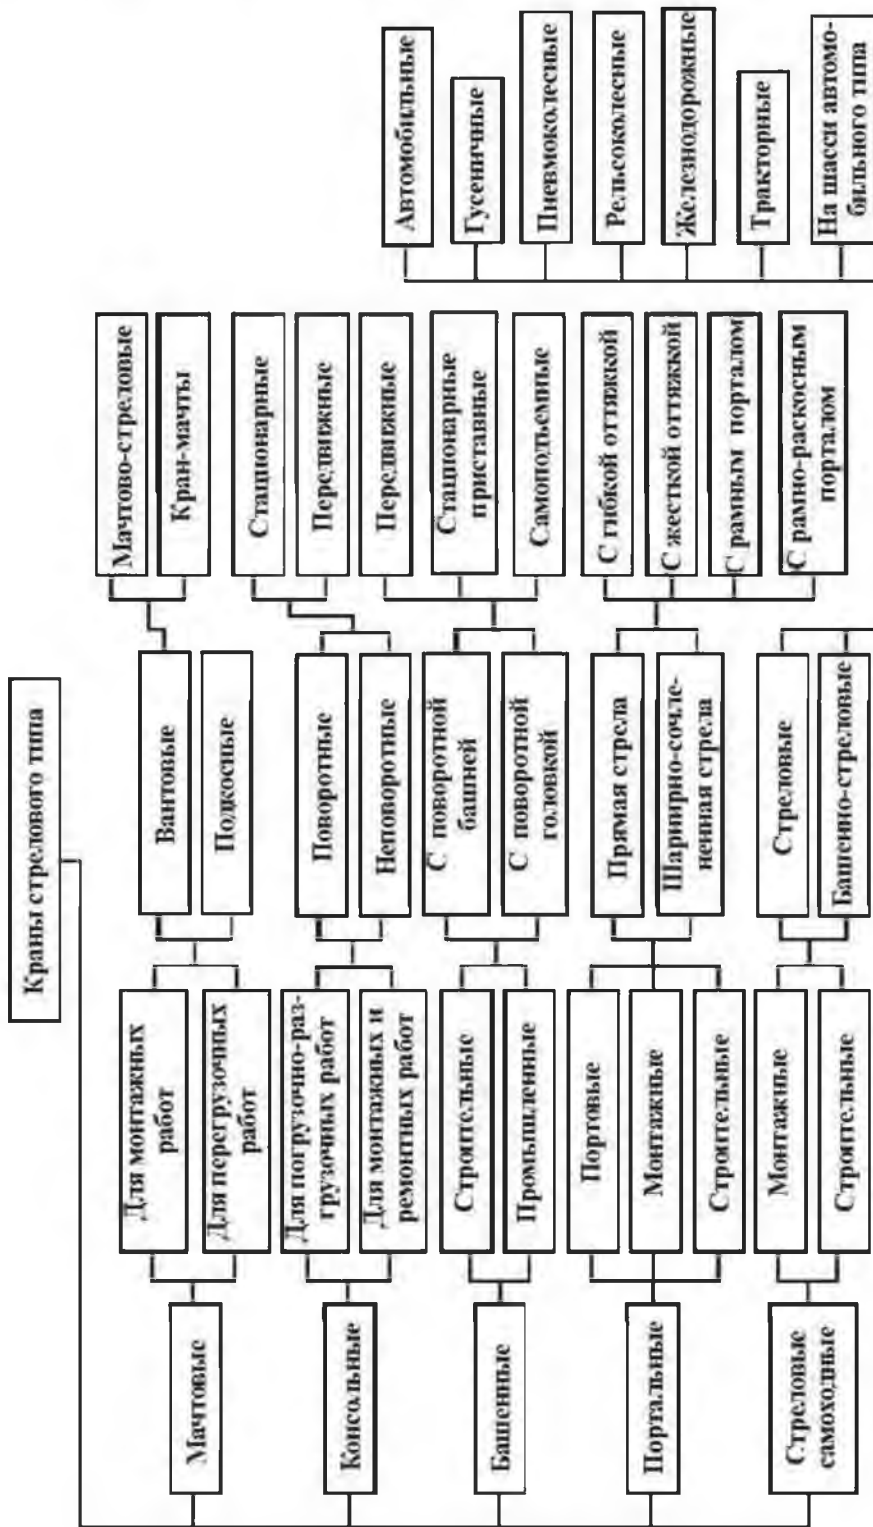 Краны стрелового типа
Мачтовые
Для монтажных
работ
Для перегрузочных
работ
Вантовые
Подкосные
Мачтово-стреловые
Кран-мачты
Консольные
Для погрузочно-раз-
грузочных работ
Для монтажных и
ремонтных работ
Поворотные
Неповоротные
Стационарные
Передвижные
Башенные
Строительные
Промышленные
С поворотной
башней
С поворотной
головкой
Передвижные
Стационарные
приставные
Самоподъемные
Портальные
Портовые
Монтажные
Строительные
Прямая стрела
Шарнирно-сочле-
ненная стрела
С гибкой оттяжкой
С жесткой оттяжкой
С рамным порталом
С рамно-раскосным
порталом
Стреловые
самоходные
Монтажные
Строительные
Стреловые
Башенно-стреловые
Автомобильные
Гусеничные
Пневмоколесные
Рельсоколесные
Железнодорожные
Тракторные
На шасси автомо-
бильного типа